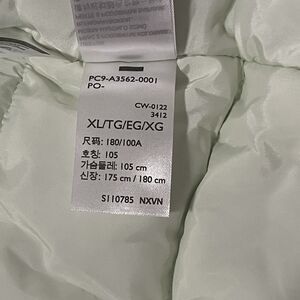 PC9-A3562-0001
PO-
CW-0122
3412
XL/TG/EG/XG
尺码: 180/100A
호칭: 105
가슴둘레: 105 cm
신장: 175 cm / 180 cm
S110785 NXVN